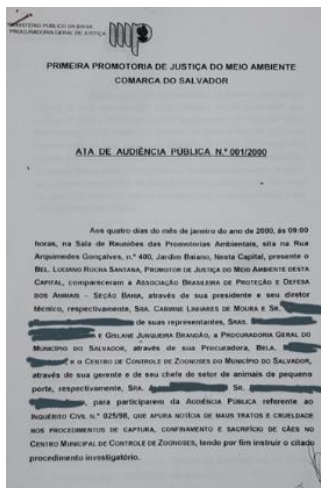 MINISTÉRIO PÚBLICO DA BAHIA
PROCURADORIA GERAL DE JUSTIÇA
mp
PRIMEIRA PROMOTORIA DE JUSTIÇA DO MEIO AMBIENTE
COMARCA DO SALVADOR
ATA DE AUDIÊNCIA PÚBLICA N.º 001/2000
Aos quatro dias do mês de janeiro do ano de 2000, às 09:00
horas, na Sala de Reuniões das Promotorias Ambientais, sita na Rua
Arquimedes Gonçalves, n.º 400, Jardim Baiano, Nesta Capital, presente o
BEL. LUCIANO ROCHA SANTANA, PROMOTOR DE JUSTIÇA DO MEIO AMBIENTE DESTA
CAPITAL, compareceram a ASSOCIAÇÃO BRASILEIRA DE PROTEÇÃO E DEFESA
DOS ANIMAIS – SEÇÃO BAHIA, através de sua presidente e seu diretor
técnico, respectivamente, SRA. CARMINE LINHARES DE MOURA E SR.
de suas representantes, SRAS.
E GISLANE JUNQUEIRA BRANDÃO, a PROCURADORIA GERAL DO
MUNICÍPIO DO SALVADOR, através de sua Procuradora, BELA.
e o CENTRO DE CONTROLE DE ZOONOSES DO MUNICÍPIO DO SALVADOR,
através de sua gerente e de seu chefe de setor de animais de pequeno
porte, respectivamente, SRA. SR.
, para participarem da AUDIÊNCIA PÚBLICA referente ao
INQUÉRITO CIVIL N.º 025/98, QUE APURA NOTÍCIA DE MAUS TRATOS E CRUELDADE
NOS PROCEDIMENTOS DE CAPTURA, CONFINAMENTO E SACRIFÍCIO DE CÃES NO
CENTRO MUNICIPAL DE CONTROLE DE ZOONOSES, tendo por fim instruir o citado
procedimento investigatório.